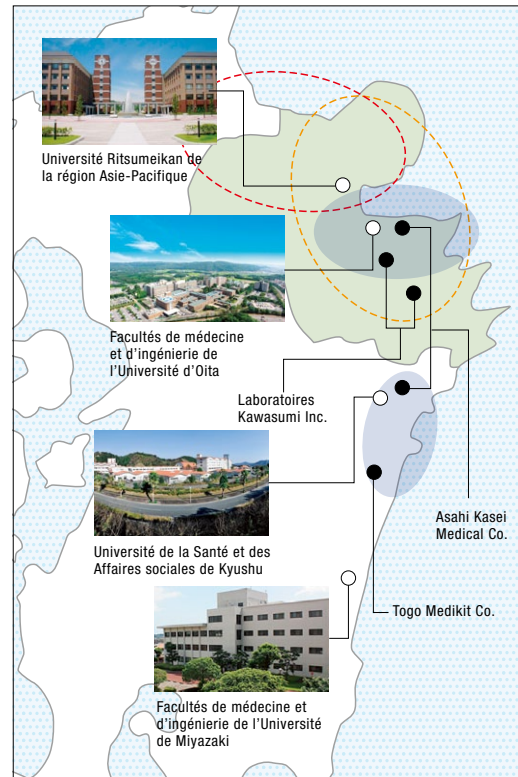 Université Ritsumeikan de
la région Asie-Pacifique
Facultés de médecine
et d'ingénierie de
l'Université d'Oita
Laboratoires
Kawasumi Inc.
Université de la Santé et des
Affaires sociales de Kyushu
Asahi Kasei
Medical Co.
Togo Medikit Co.
Facultés de médecine et
d'ingénierie de l'Université
de Miyazaki